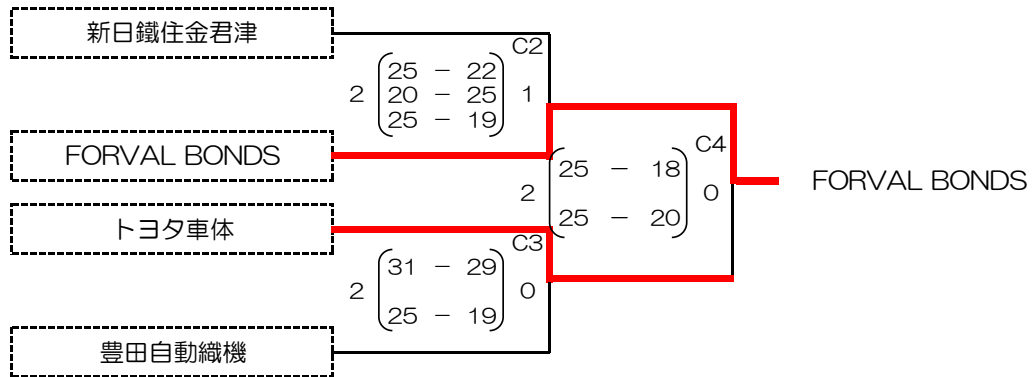 新日鐵住金君津
C2
25 － 22
2 20 － 25 1
25 － 19
FORVAL BONDS
C4
25 － 18
FORVAL BONDS
2 0
25 － 20
トヨタ車体
C3
31 － 29
2 0
25 － 19
豊田自動織機